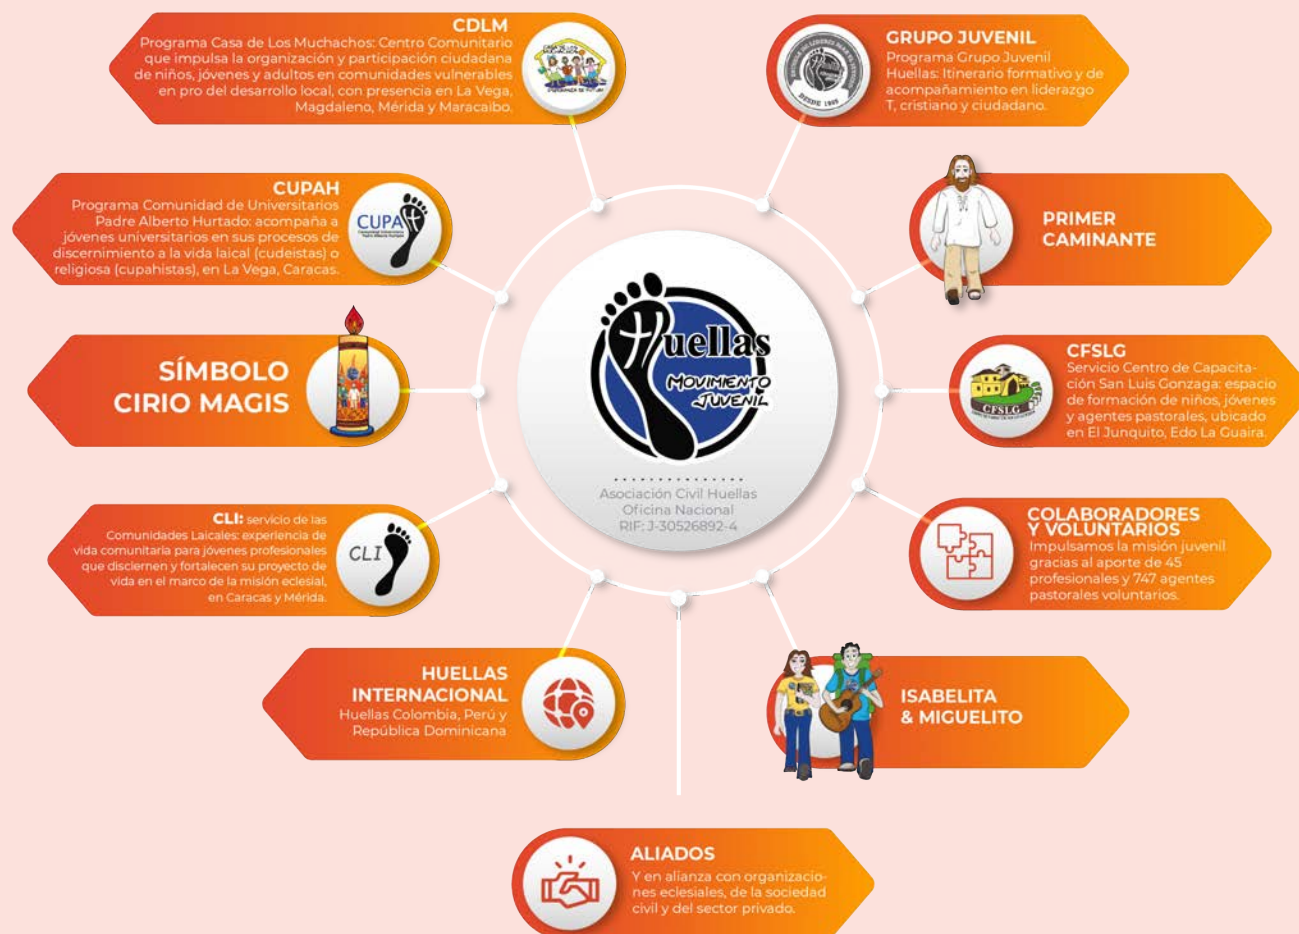 CDLM
Programa Casa de Los Muchachos: Centro Comunitario
que impulsa la organización y participación ciudadana
de niños, jóvenes y adultos en comunidades vulnerables
en pro del desarrollo local, con presencia en La Vega,
Magdaleno, Mérida y Maracaibo.
CASA DE LOS
MUCHACHOS
GRUPO JUVENIL
Programa Grupo Juvenil
Huellas: Itinerario formativo y de
acompañamiento en liderazgo
T, cristiano y ciudadano.
DESDE
CUPAH
Programa Comunidad de Universitarios
Padre Alberto Hurtado: acompaña a
jóvenes universitarios en sus procesos de
discernimiento a la vida laical (cudeistas) o
religiosa (cupahistas), en La Vega, Caracas.
CUPAH
PRIMER
CAMINANTE
SÍMBOLO
CIRIO MAGIS
Huellas
MOVIMIENTO
JUVENIL
Asociación Civil Huellas
Oficina Nacional
RIF: J-30526892-4
CFSLG
Servicio Centro de Capacita-
ción San Luis Gonzaga: espacio
de formación de niños, jóvenes
y agentes pastorales, ubicado
en El Junquito, Edo La Guaira.
CFSLG
CLI: servicio de las
Comunidades Laicales: experiencia de
vida comunitaria para jóvenes profesionales
que disciernen y fortalecen su proyecto de
vida en el marco de la misión eclesial,
en Caracas y Mérida.
CLI
COLABORADORES
Y VOLUNTARIOS
Impulsamos la misión juvenil
gracias al aporte de 45
profesionales y 747 agentes
pastorales voluntarios.
HUELLAS
INTERNACIONAL
Huellas Colombia, Perú y
República Dominicana
ISABELITA
& MIGUELITO
ALIADOS
Y en alianza con organizacio-
nes eclesiales, de la sociedad
civil y del sector privado.